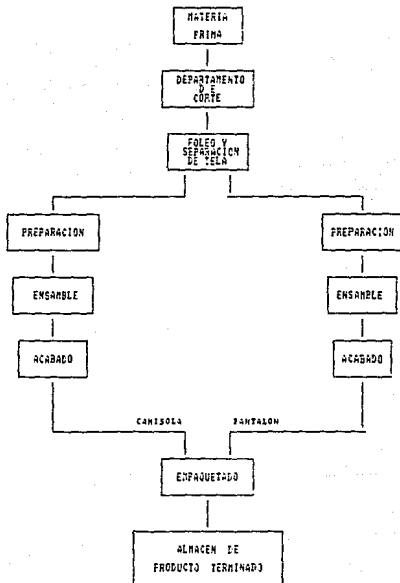 MATERIA
PRIMA
DEPARTAMENTO
D E
CORTE
FOLEO Y
SEPARACION
DE TELA
PREPARACION
PREPARACION
ENSAMBLE
ENSAMBLE
ACABADO
ACABADO
CAMISOLA
PANTALON
EMPAQUETADO
ALMACEN DE
PRODUCTO TERMINADO